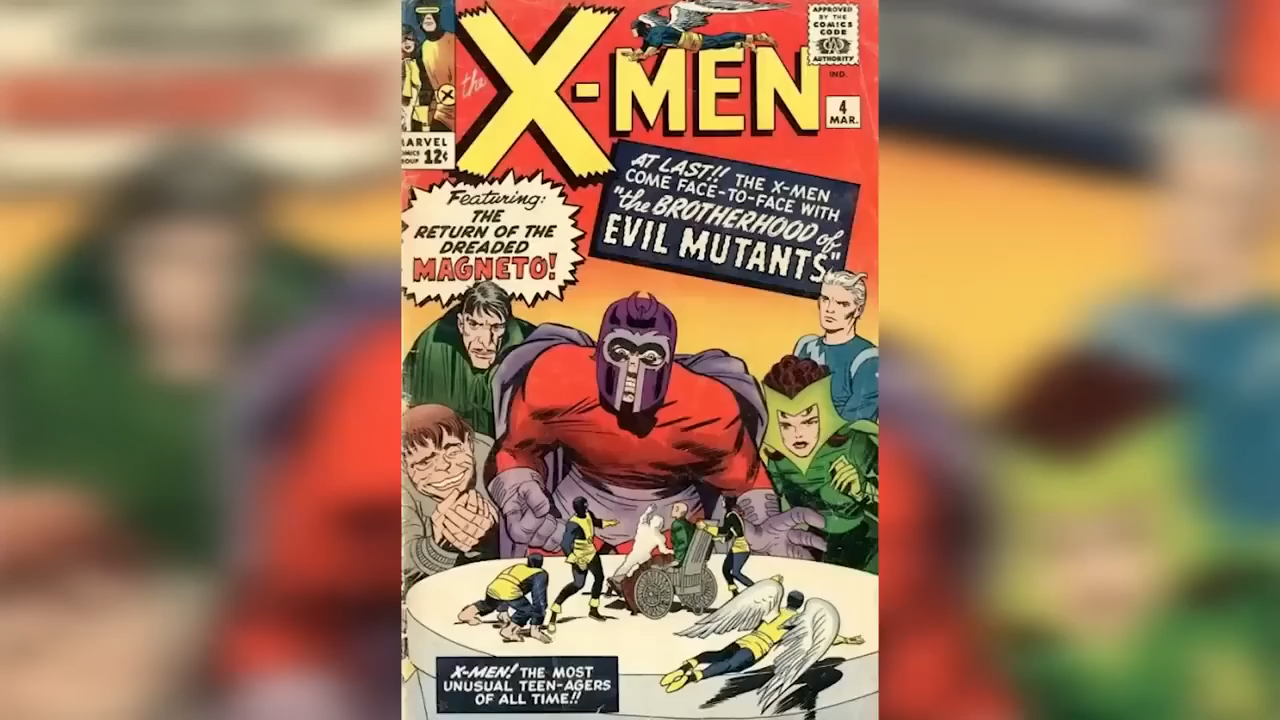 the X-MEN
APPROVED
BY THE
COMICS
CODE
AUTHORITY
IND.
4
MAR.
MARVEL
COMICS
GROUP 12¢
Featuring:
THE
RETURN OF THE
DREADED
MAGNETO!
AT LAST!! THE X-MEN
COME FACE-TO-FACE WITH
"the BROTHERHOOD of
EVIL MUTANTS"
X-MEN! THE MOST
UNUSUAL TEEN-AGERS
OF ALL TIME!!